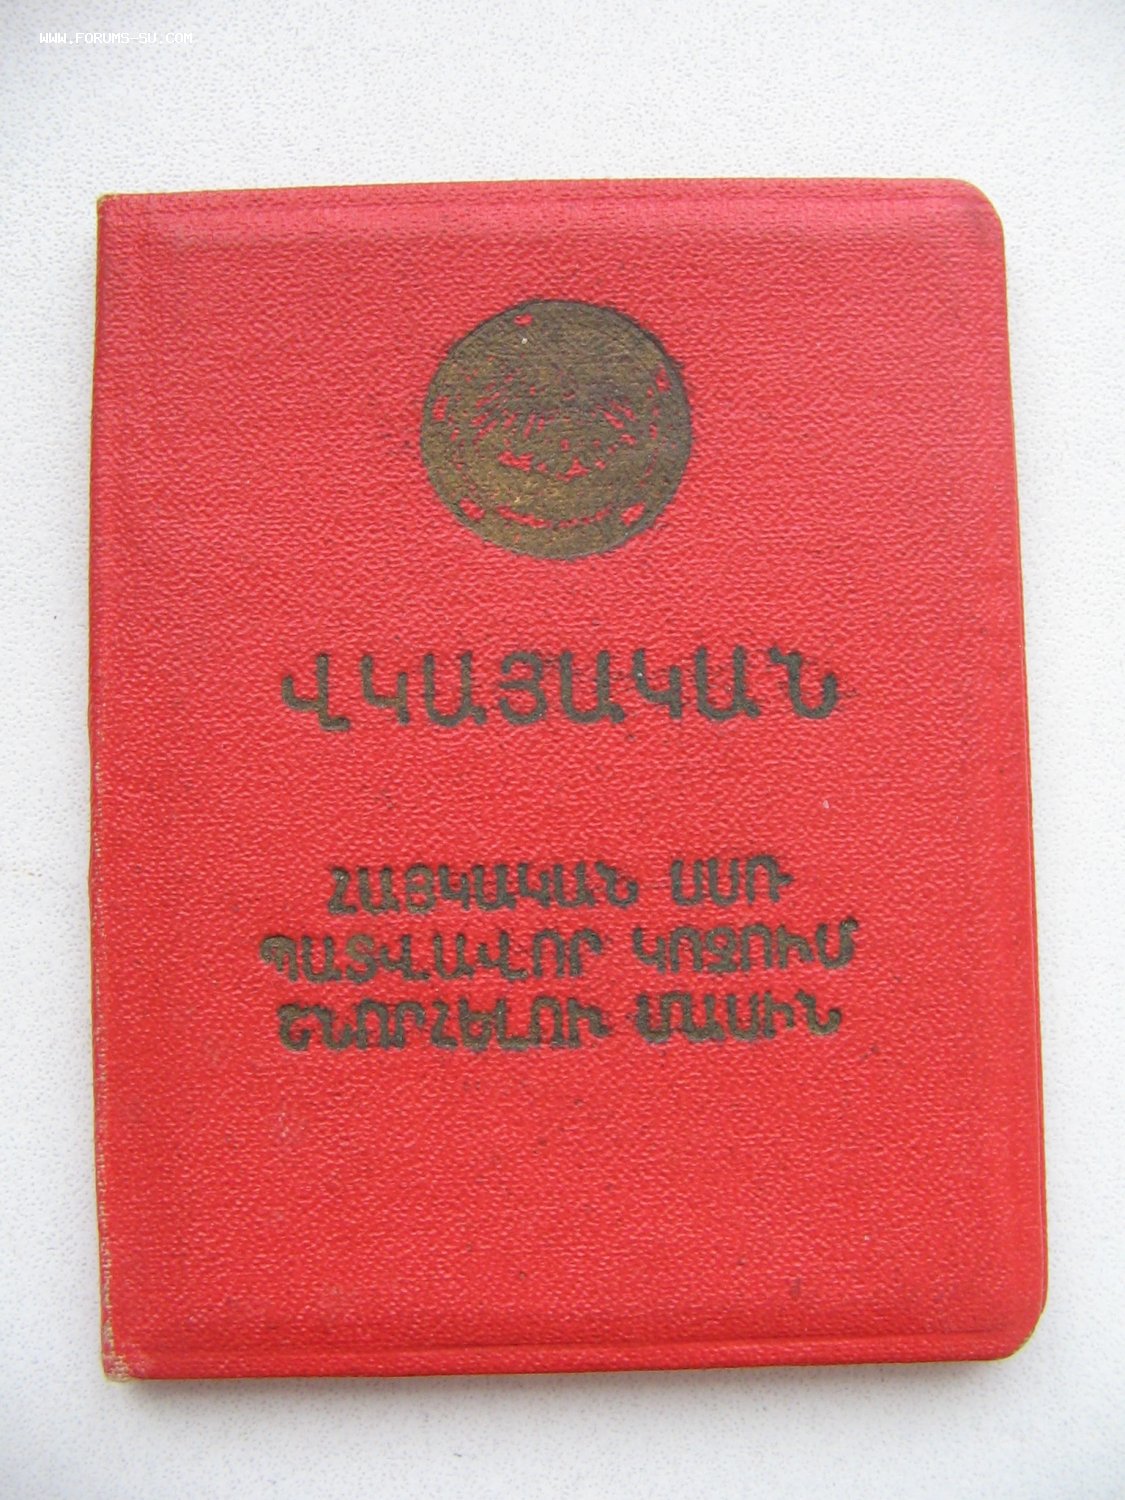 WWW.FORUMS-SU.COM
ՎԿԱՅԱԿԱՆ
ՀԱՅԿԱԿԱՆ ՍՍՌ
ՊԱՏՎԱՎՈՐ ԿՈՉՈՒՄ
ՇՆՈՐՀԵԼՈՒ ՄԱՍԻՆ